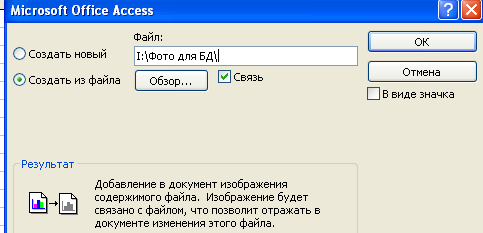 Microsoft Office Access
Файл:
Создать новый
I:\Фото для БД\
ОК
Создать из файла
Обзор...
Связь
Отмена
В виде значка
Результат
Добавление в документ изображения
содержимого файла. Изображение будет
связано с файлом, что позволит отражать в
документе изменения этого файла.